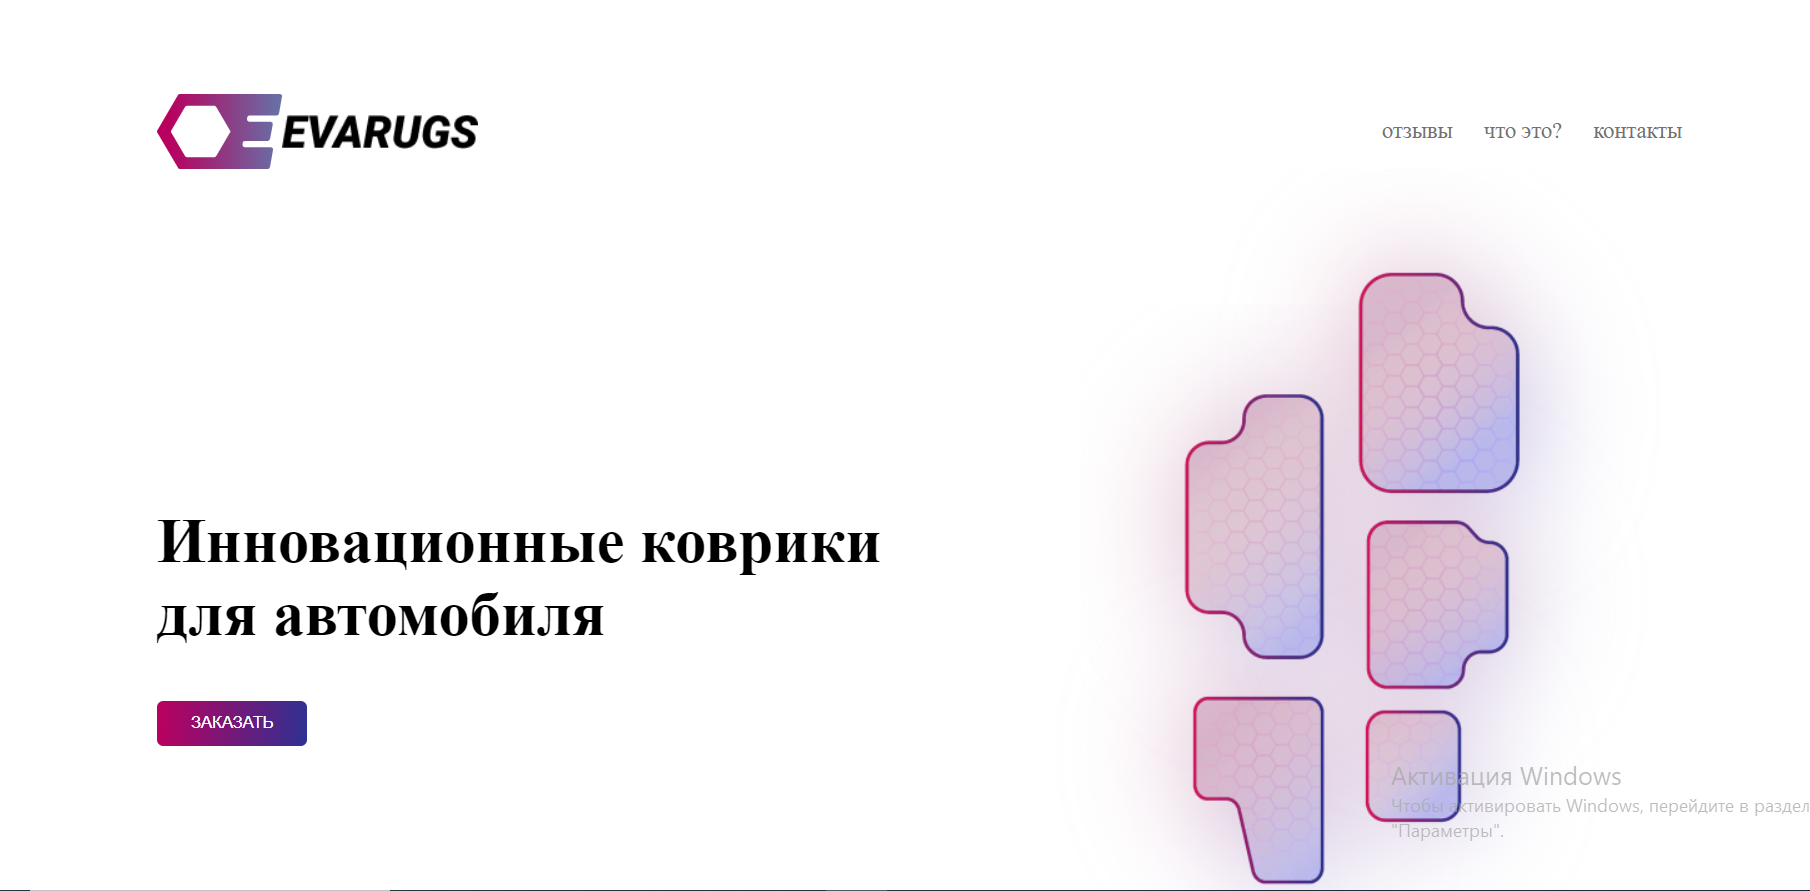 EVARUGS
отзывы что это? контакты
Инновационные коврики
для автомобиля
ЗАКАЗАТЬ
Активация Windows
Чтобы активировать Windows, перейдите в раздел
"Параметры".